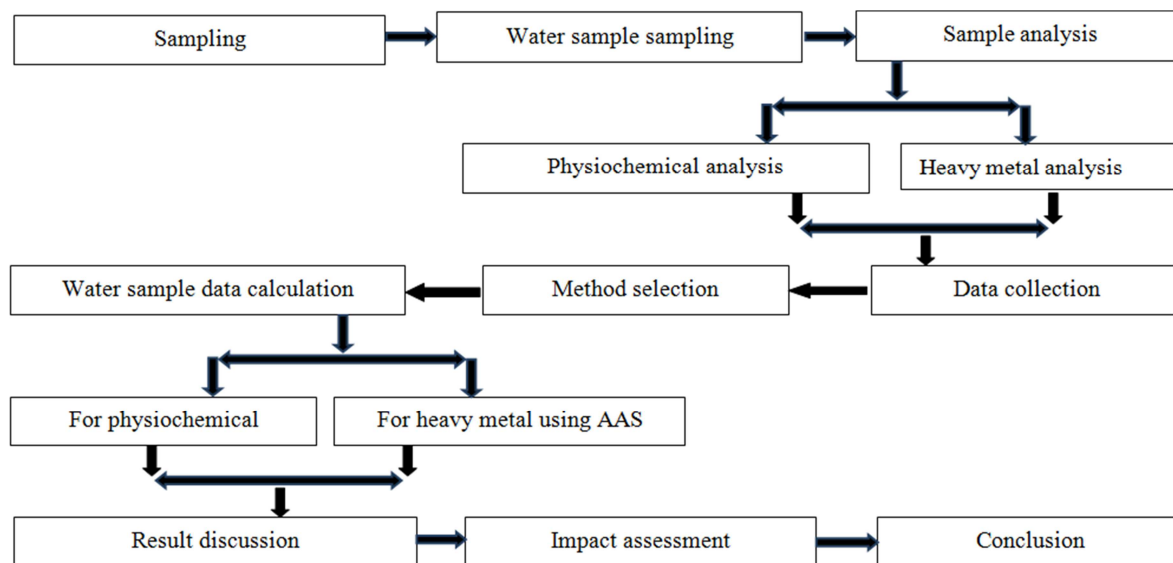 Sampling
Water sample sampling
Sample analysis
Physiochemical analysis
Heavy metal analysis
Water sample data calculation
Method selection
Data collection
For physiochemical
For heavy metal using AAS
Result discussion
Impact assessment
Conclusion